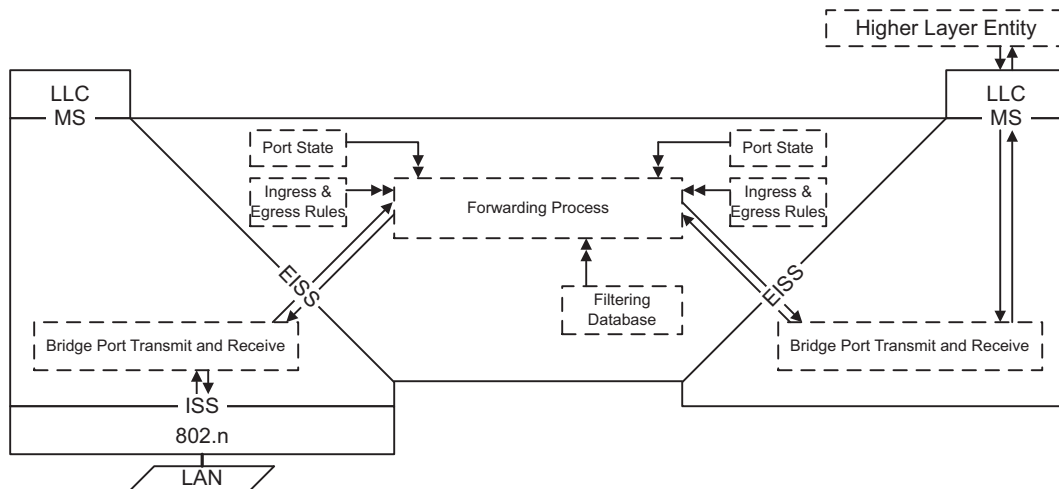 Higher Layer Entity
LLC
MS
LLC
MS
Port State
Port State
Ingress &
Egress Rules
Forwarding Process
Ingress &
Egress Rules
EISS
EISS
Filtering
Database
Bridge Port Transmit and Receive
Bridge Port Transmit and Receive
ISS
802.n
LAN